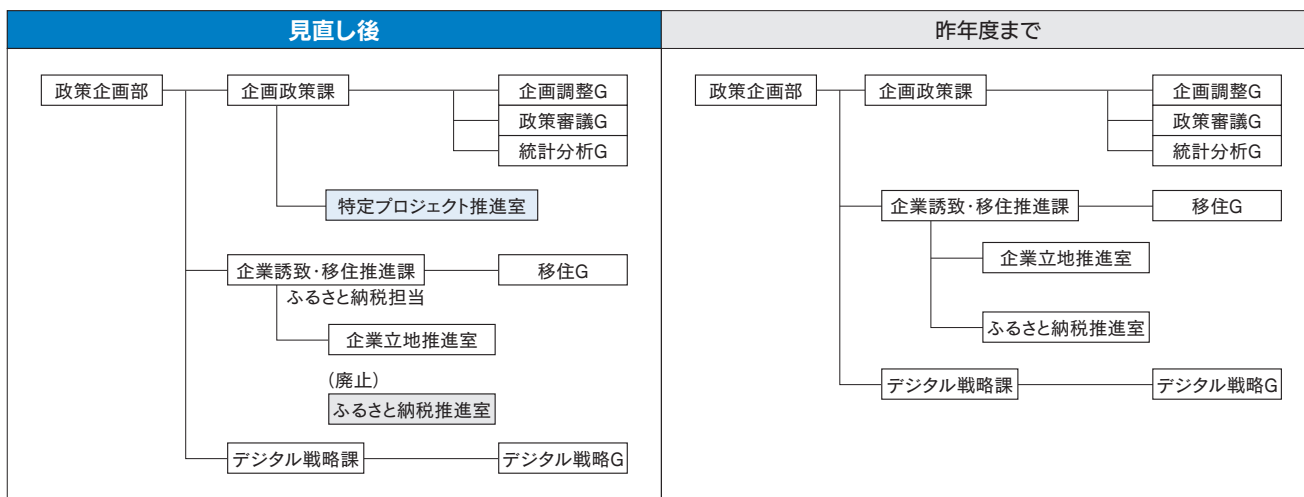 見直し後
政策企画部
企画政策課
企画調整G
政策審議G
統計分析G
特定プロジェクト推進室
企業誘致・移住推進課
移住G
ふるさと納税担当
企業立地推進室
(廃止)
ふるさと納税推進室
デジタル戦略課
デジタル戦略G
昨年度まで
政策企画部
企画政策課
企画調整G
政策審議G
統計分析G
企業誘致・移住推進課
移住G
企業立地推進室
ふるさと納税推進室
デジタル戦略課
デジタル戦略G